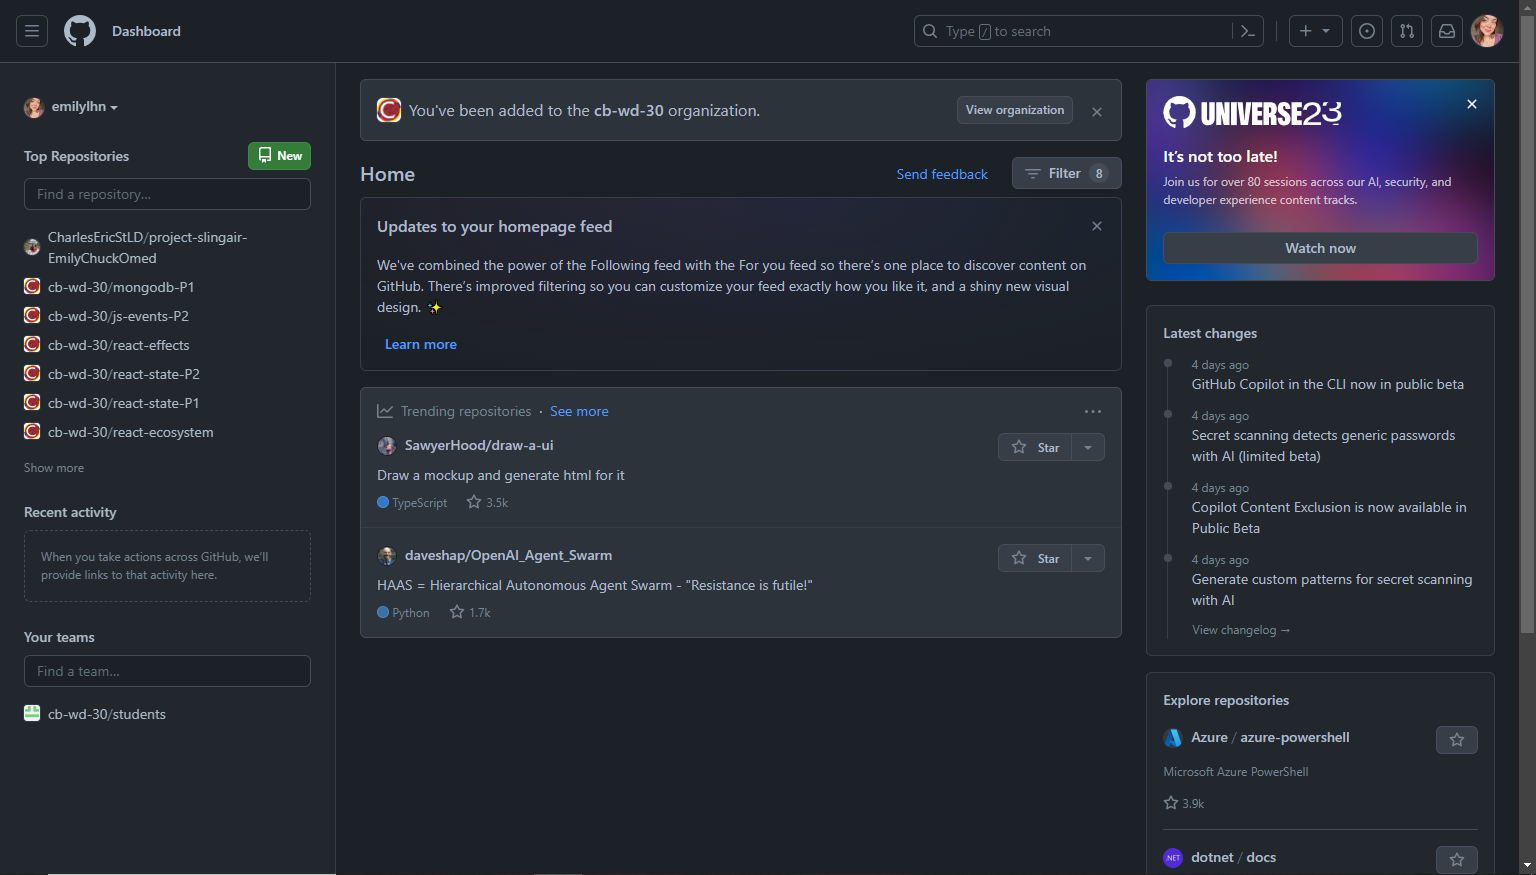 Dashboard
Type / to search
emilylhn
Top Repositories
New
Find a repository...
CharlesEricStLD/project-slingair-
EmilyChuckOmed
cb-wd-30/mongodb-P1
cb-wd-30/js-events-P2
cb-wd-30/react-effects
cb-wd-30/react-state-P2
cb-wd-30/react-state-P1
cb-wd-30/react-ecosystem
Show more
Recent activity
When you take actions across GitHub, we'll
provide links to that activity here.
Your teams
Find a team...
cb-wd-30/students
You've been added to the cb-wd-30 organization.
View organization
Home
Send feedback
Filter 8
Updates to your homepage feed
We've combined the power of the Following feed with the For you feed so there's one place to discover content on
GitHub. There's improved filtering so you can customize your feed exactly how you like it, and a shiny new visual
design. ✨
Learn more
Trending repositories · See more
SawyerHood/draw-a-ui
Star
Draw a mockup and generate html for it
TypeScript 3.5k
daveshap/OpenAI_Agent_Swarm
Star
HAAS = Hierarchical Autonomous Agent Swarm - "Resistance is futile!"
Python 1.7k
UNIVERSE23
It's not too late!
Join us for over 80 sessions across our AI, security, and
developer experience content tracks.
Watch now
Latest changes
4 days ago
GitHub Copilot in the CLI now in public beta
4 days ago
Secret scanning detects generic passwords
with AI (limited beta)
4 days ago
Copilot Content Exclusion is now available in
Public Beta
4 days ago
Generate custom patterns for secret scanning
with AI
View changelog →
Explore repositories
Azure / azure-powershell
Microsoft Azure PowerShell
3.9k
.NET
dotnet / docs